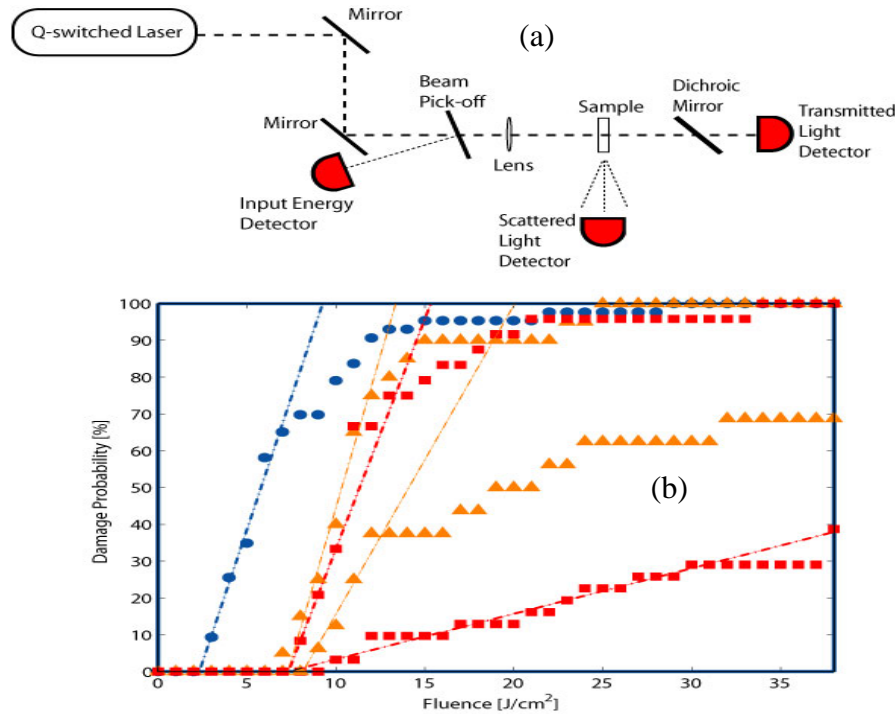 Q-switched Laser
Mirror
(a)
Beam
Pick-off
Mirror
Lens
Sample
Dichroic
Mirror
Transmitted
Light
Detector
Input Energy
Detector
Scattered
Light
Detector
Damage Probability [%]
100
90
80
70
60
50
40
30
20
10
0
(b)
0 5 10 15 20 25 30 35
Fluence [J/cm²]